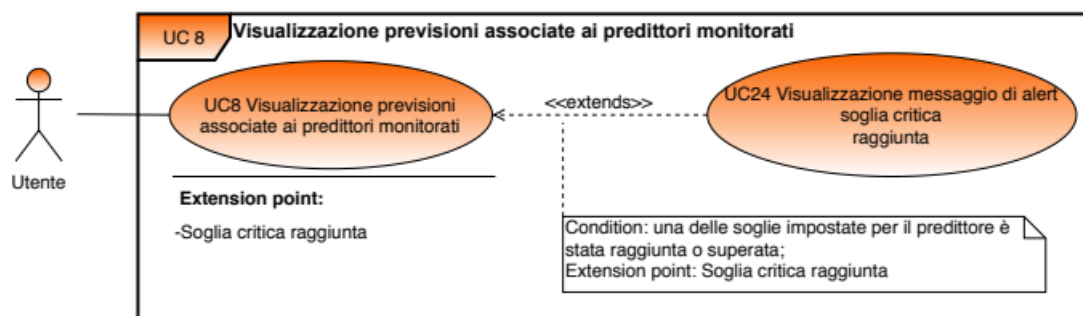 UC 8
Visualizzazione previsioni associate ai predittori monitorati
UC8 Visualizzazione previsioni
associate ai predittori monitorati
<<extends>>
UC24 Visualizzazione messaggio di alert
soglia critica
raggiunta
Utente
Extension point:
-Soglia critica raggiunta
Condition: una delle soglie impostate per il predittore è
stata raggiunta o superata;
Extension point: Soglia critica raggiunta